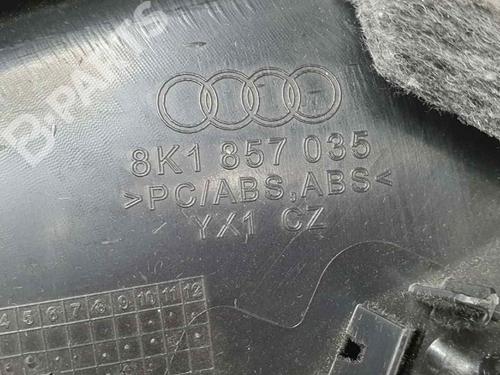 B-PARTS
8K1 857 035
>PC/ABS,ABS<
YX1 CZ
4 5 6 7 8 9 10 11 12